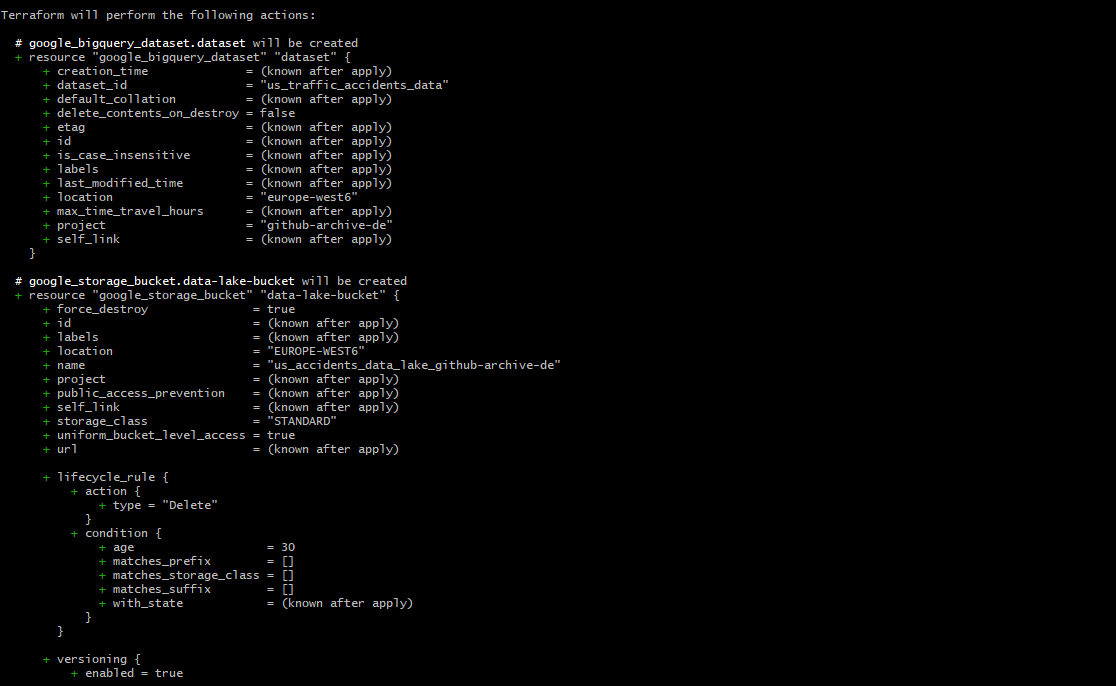 Terraform will perform the following actions:

  # google_bigquery_dataset.dataset will be created
  + resource "google_bigquery_dataset" "dataset" {
      + creation_time              = (known after apply)
      + dataset_id                 = "us_traffic_accidents_data"
      + default_collation          = (known after apply)
      + delete_contents_on_destroy = false
      + etag                       = (known after apply)
      + id                         = (known after apply)
      + is_case_insensitive        = (known after apply)
      + labels                     = (known after apply)
      + last_modified_time         = (known after apply)
      + location                   = "europe-west6"
      + max_time_travel_hours      = (known after apply)
      + project                    = "github-archive-de"
      + self_link                  = (known after apply)
    }

  # google_storage_bucket.data-lake-bucket will be created
  + resource "google_storage_bucket" "data-lake-bucket" {
      + force_destroy               = true
      + id                          = (known after apply)
      + labels                      = (known after apply)
      + location                    = "EUROPE-WEST6"
      + name                        = "us_accidents_data_lake_github-archive-de"
      + project                     = (known after apply)
      + public_access_prevention    = (known after apply)
      + self_link                   = (known after apply)
      + storage_class               = "STANDARD"
      + uniform_bucket_level_access = true
      + url                         = (known after apply)

      + lifecycle_rule {
          + action {
              + type = "Delete"
            }
          + condition {
              + age                   = 30
              + matches_prefix        = []
              + matches_storage_class = []
              + matches_suffix        = []
              + with_state            = (known after apply)
            }
        }

      + versioning {
          + enabled = true